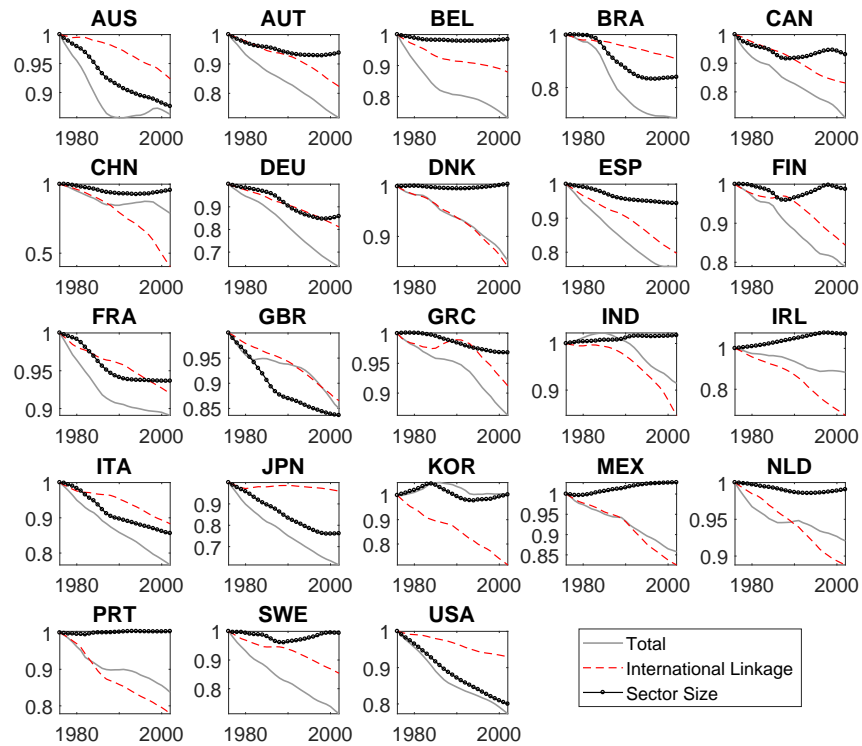 AUS AUT BEL BRA CAN
1 1 1 1 1
0.95 0.9 0.9 0.8 0.9
0.9 0.8 0.8 0.8
1980 2000 1980 2000 1980 2000 1980 2000 1980 2000
CHN DEU DNK ESP FIN
1 0.9 1 1 1
0.5 0.8 0.9 0.9 0.9
0.7 0.8 0.8
1980 2000 1980 2000 1980 2000 1980 2000 1980 2000
FRA GBR GRC IND IRL
1 0.95 1 1 1
0.95 0.9 0.95 0.9 0.8
0.9 0.85 0.9
1980 2000 1980 2000 1980 2000 1980 2000 1980 2000
ITA JPN KOR MEX NLD
1 0.9 1 1 1
0.9 0.8 0.9 0.95 0.95
0.8 0.7 0.8 0.9 0.9
0.85
1980 2000 1980 2000 1980 2000 1980 2000 1980 2000
PRT SWE USA
1 1 1
0.9 0.9 0.9
0.8 0.8 0.8
1980 2000 1980 2000 1980 2000
Total
International Linkage
Sector Size